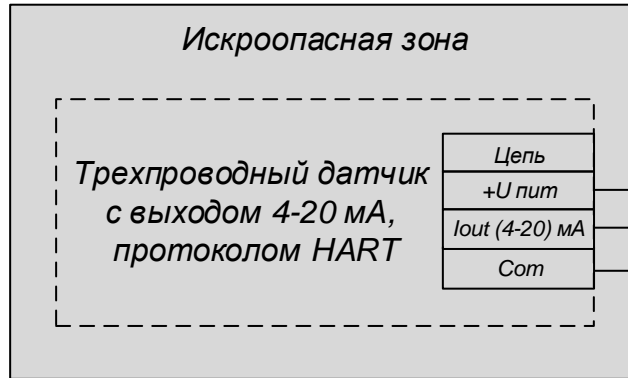 Искроопасная зона
Трехпроводный датчик
с выходом 4-20 мА,
протоколом HART
Цепь
+U пит
Iout (4-20) мА
Com